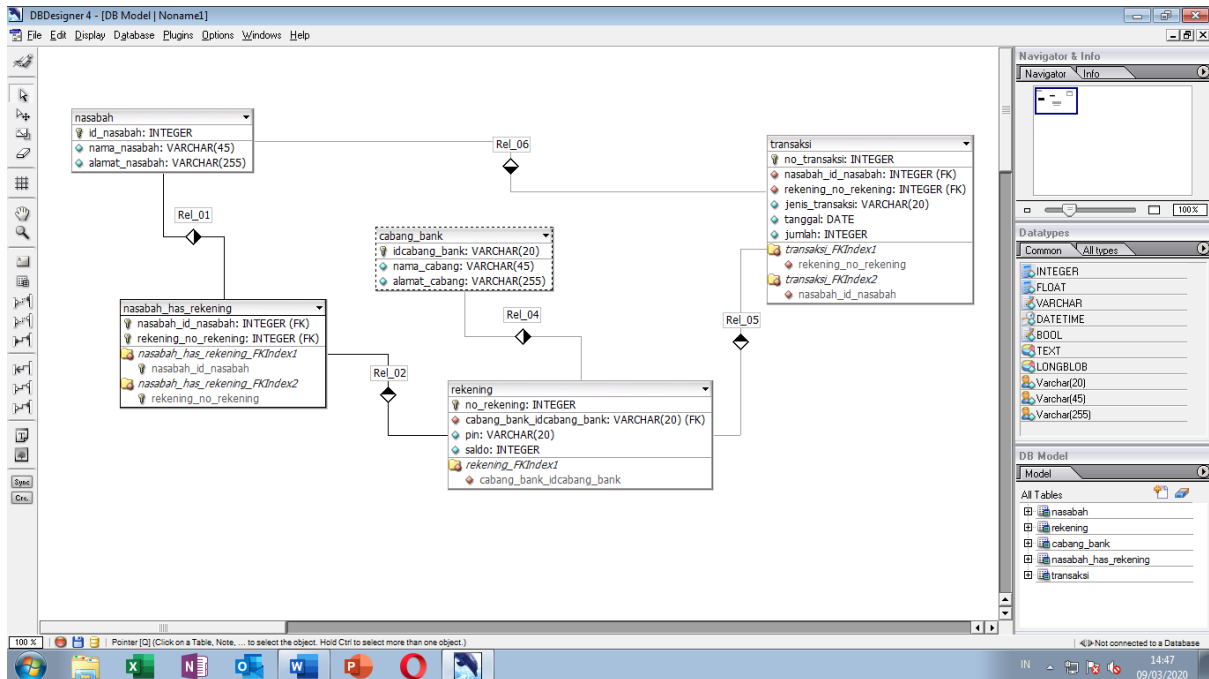 DBDesigner 4 - [DB Model | Noname1]
File Edit Display Database Plugins Options Windows Help
nasabah
id_nasabah: INTEGER
nama_nasabah: VARCHAR(45)
alamat_nasabah: VARCHAR(255)
Rel_01
nasabah_has_rekening
nasabah_id_nasabah: INTEGER (FK)
rekening_no_rekening: INTEGER (FK)
nasabah_has_rekening_FKIndex1
nasabah_id_nasabah
nasabah_has_rekening_FKIndex2
rekening_no_rekening
Rel_02
cabang_bank
idcabang_bank: VARCHAR(20)
nama_cabang: VARCHAR(45)
alamat_cabang: VARCHAR(255)
Rel_04
rekening
no_rekening: INTEGER
cabang_bank_idcabang_bank: VARCHAR(20) (FK)
pin: VARCHAR(20)
saldo: INTEGER
rekening_FKIndex1
cabang_bank_idcabang_bank
Rel_06
Rel_05
transaksi
no_transaksi: INTEGER
nasabah_id_nasabah: INTEGER (FK)
rekening_no_rekening: INTEGER (FK)
jenis_transaksi: VARCHAR(20)
tanggal: DATE
jumlah: INTEGER
transaksi_FKIndex1
rekening_no_rekening
transaksi_FKIndex2
nasabah_id_nasabah
Navigator & Info
Navigator Info
100%
Datatypes
Common All types
INTEGER
FLOAT
VARCHAR
DATETIME
BOOL
TEXT
LONGBLOB
Varchar(20)
Varchar(45)
Varchar(255)
DB Model
Model
All Tables
nasabah
rekening
cabang_bank
nasabah_has_rekening
transaksi
Sync
100 % Pointer [Q] (Click on a Table, Note, ... to select the object. Hold Ctrl to select more than one object.)
Not connected to a Database
IN
14:47
09/03/2020